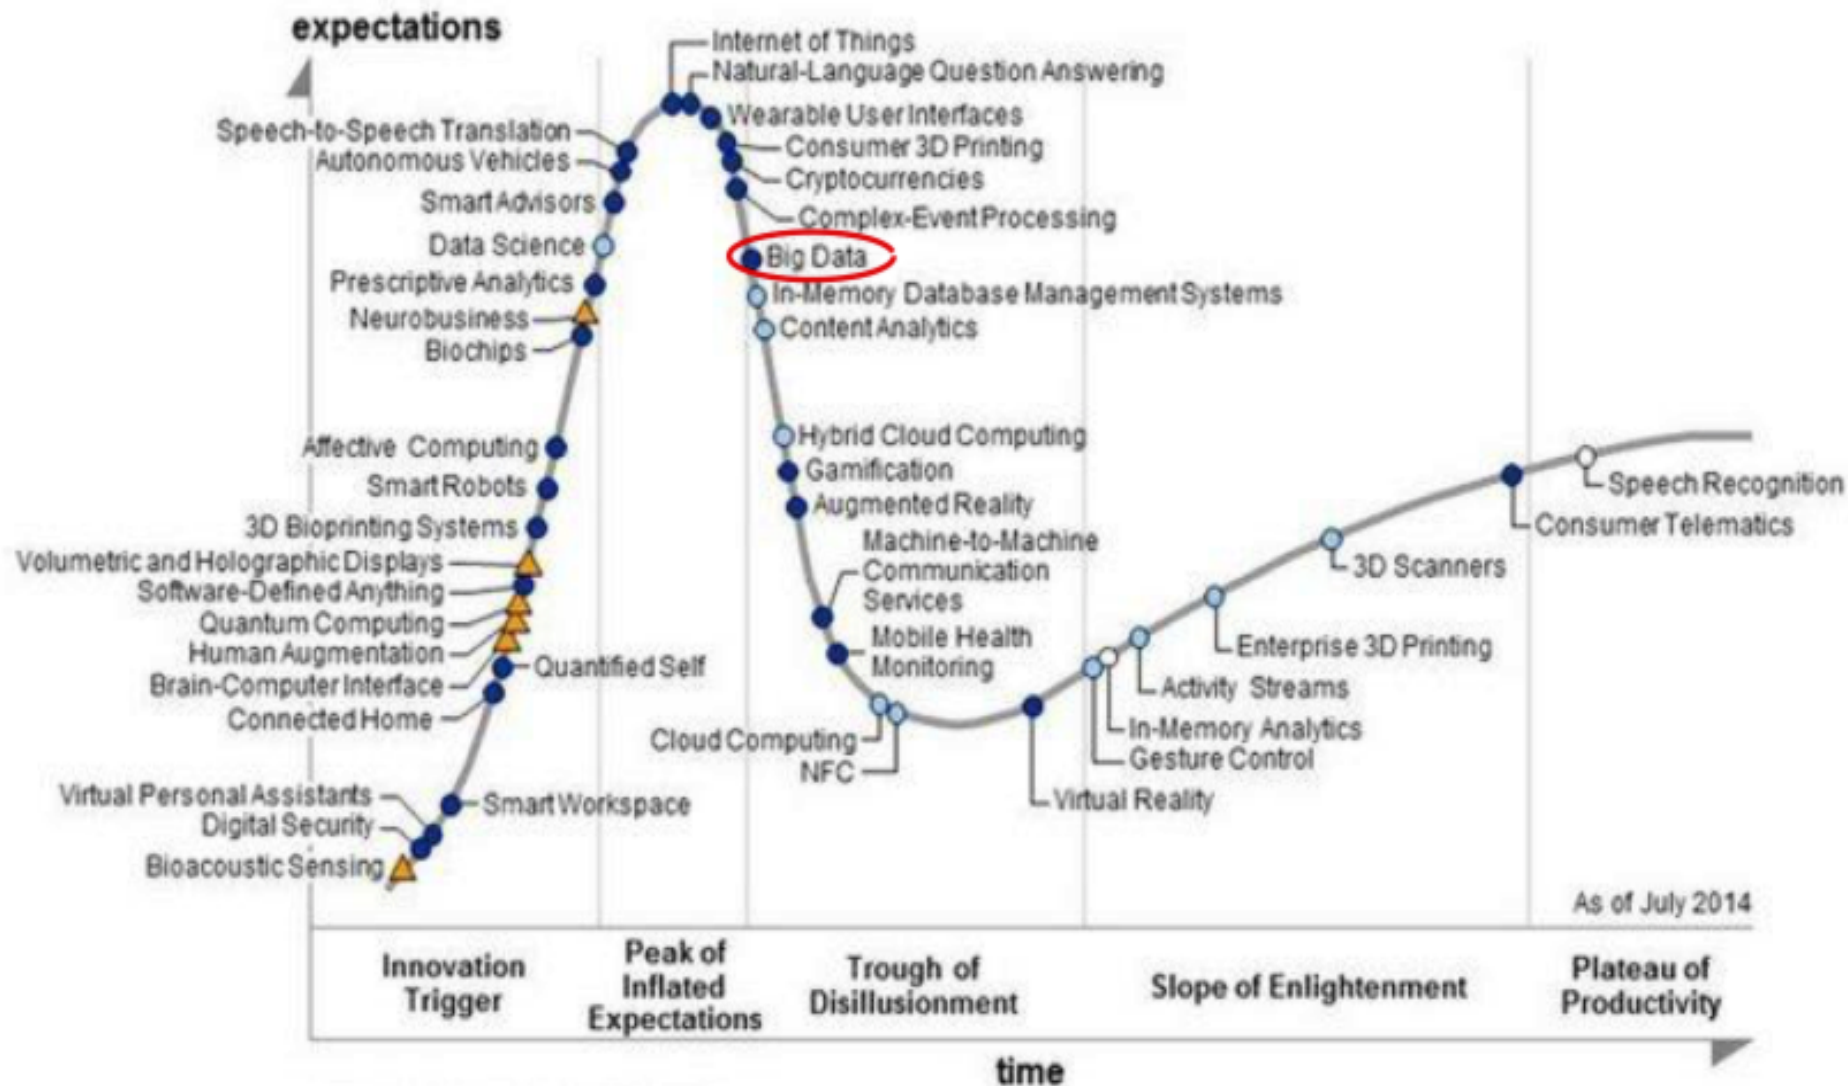 expectations
Internet of Things
Natural-Language Question Answering
Wearable User Interfaces
Speech-to-Speech Translation
Consumer 3D Printing
Autonomous Vehicles
Cryptocurrencies
Smart Advisors
Complex-Event Processing
Data Science
Big Data
Prescriptive Analytics
In-Memory Database Management Systems
Neurobusiness
Content Analytics
Biochips
Hybrid Cloud Computing
Affective Computing
Gamification
Smart Robots
Augmented Reality
3D Bioprinting Systems
Machine-to-Machine
Communication
Services
Volumetric and Holographic Displays
Software-Defined Anything
Quantum Computing
Human Augmentation
Mobile Health
Monitoring
Quantified Self
Brain-Computer Interface
Connected Home
Cloud Computing
NFC
Speech Recognition
Consumer Telematics
3D Scanners
Enterprise 3D Printing
Activity Streams
In-Memory Analytics
Gesture Control
Virtual Reality
Virtual Personal Assistants
Smart Workspace
Digital Security
Bioacoustic Sensing
As of July 2014
Innovation
Trigger
Peak of
Inflated
Expectations
Trough of
Disillusionment
Slope of Enlightenment
Plateau of
Productivity
time